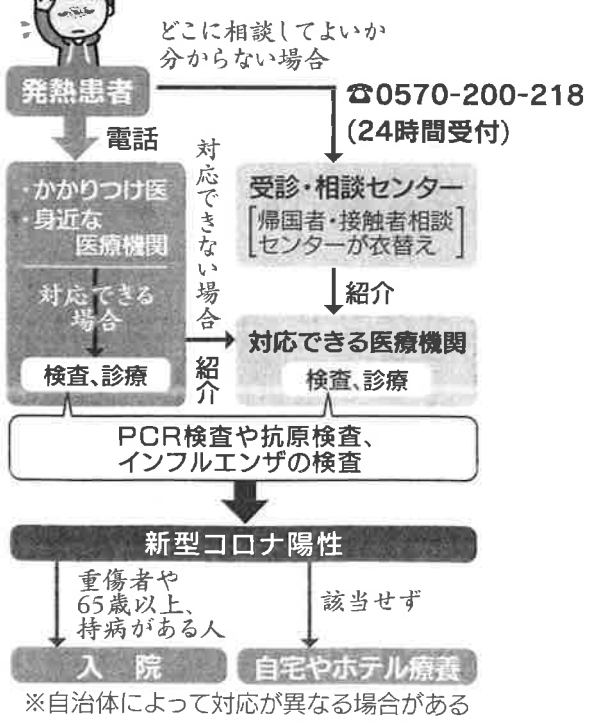 どこに相談してよいか
分からない場合
発熱患者
☎0570-200-218
(24時間受付)
電話
・かかりつけ医
・身近な
医療機関
対応できる
場合
検査、診療
対応できない場合
紹介
受診・相談センター
[帰国者・接触者相談
センターが衣替え]
紹介
対応できる医療機関
検査、診療
PCR検査や抗原検査、
インフルエンザの検査
新型コロナ陽性
重傷者や
65歳以上、
持病がある人
該当せず
入 院
自宅やホテル療養
※自治体によって対応が異なる場合がある